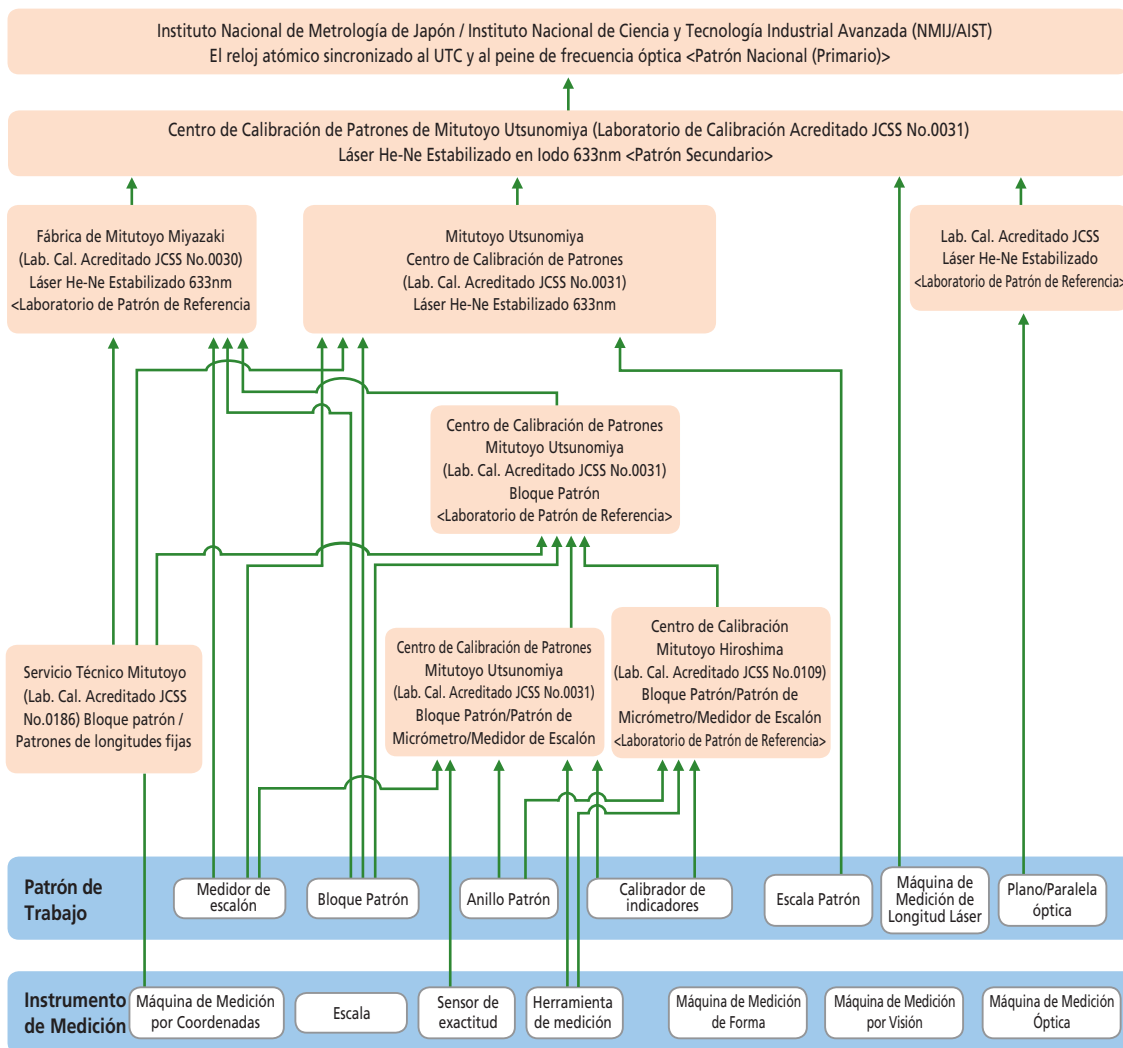 Instituto Nacional de Metrología de Japón / Instituto Nacional de Ciencia y Tecnología Industrial Avanzada (NMIJ/AIST)
El reloj atómico sincronizado al UTC y al peine de frecuencia óptica <Patrón Nacional (Primario)>
Centro de Calibración de Patrones de Mitutoyo Utsunomiya (Laboratorio de Calibración Acreditado JCSS No.0031)
Láser He-Ne Estabilizado en Iodo 633nm <Patrón Secundario>
Fábrica de Mitutoyo Miyazaki
(Lab. Cal. Acreditado JCSS No.0030)
Láser He-Ne Estabilizado 633nm
<Laboratorio de Patrón de Referencia
Mitutoyo Utsunomiya
Centro de Calibración de Patrones
(Lab. Cal. Acreditado JCSS No.0031)
Láser He-Ne Estabilizado 633nm
Lab. Cal. Acreditado JCSS
Láser He-Ne Estabilizado
<Laboratorio de Patrón de Referencia>
Centro de Calibración de Patrones
Mitutoyo Utsunomiya
(Lab. Cal. Acreditado JCSS No.0031)
Bloque Patrón
<Laboratorio de Patrón de Referencia>
Servicio Técnico Mitutoyo
(Lab. Cal. Acreditado JCSS
No.0186) Bloque patrón /
Patrones de longitudes fijas
Centro de Calibración de Patrones
Mitutoyo Utsunomiya
(Lab. Cal. Acreditado JCSS No.0031)
Bloque Patrón/Patrón de
Micrómetro/Medidor de Escalón
Centro de Calibración
Mitutoyo Hiroshima
(Lab. Cal. Acreditado JCSS No.0109)
Bloque Patrón/Patrón de
Micrómetro/Medidor de Escalón
<Laboratorio de Patrón de Referencia>
Patrón de
Trabajo
Medidor de
escalón
Bloque Patrón
Anillo Patrón
Calibrador de
indicadores
Escala Patrón
Máquina de
Medición de
Longitud Láser
Plano/Paralela
óptica
Instrumento
de Medición
Máquina de Medición
por Coordenadas
Escala
Sensor de
exactitud
Herramienta
de medición
Máquina de Medición
de Forma
Máquina de Medición
por Visión
Máquina de Medición
Óptica